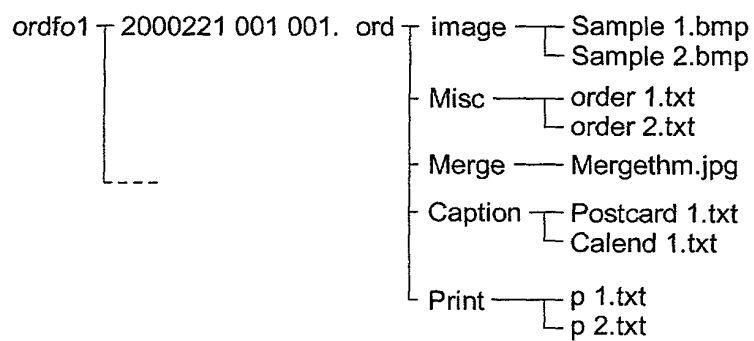 ordfo1 2000221 001 001. ord image Sample 1.bmp
Sample 2.bmp
Misc order 1.txt
order 2.txt
Merge Mergethm.jpg
Caption Postcard 1.txt
Calend 1.txt
Print p 1.txt
p 2.txt